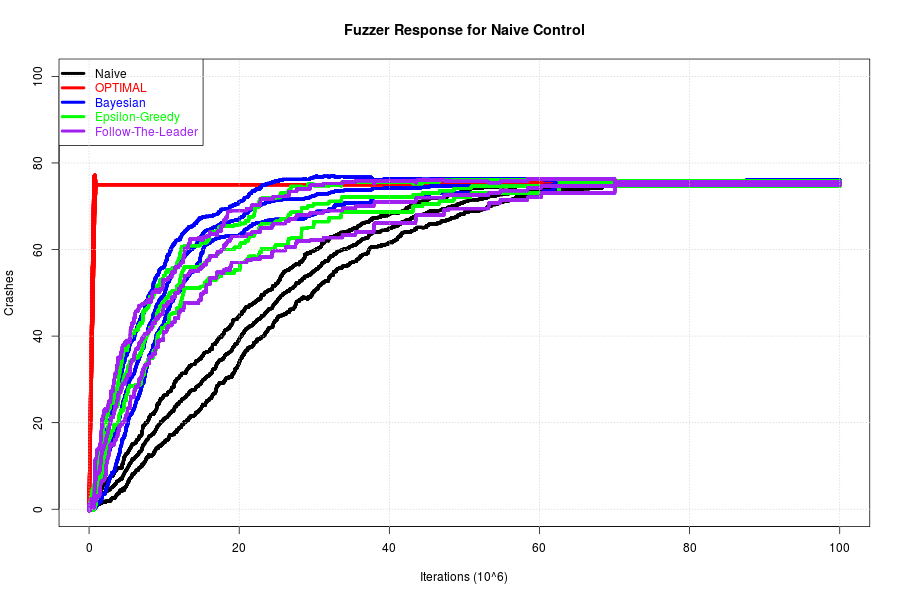 Fuzzer Response for Naive Control
Naive
OPTIMAL
Bayesian
Epsilon-Greedy
Follow-The-Leader
Crashes
100
80
60
40
20
0
0 20 40 60 80 100
Iterations (10^6)